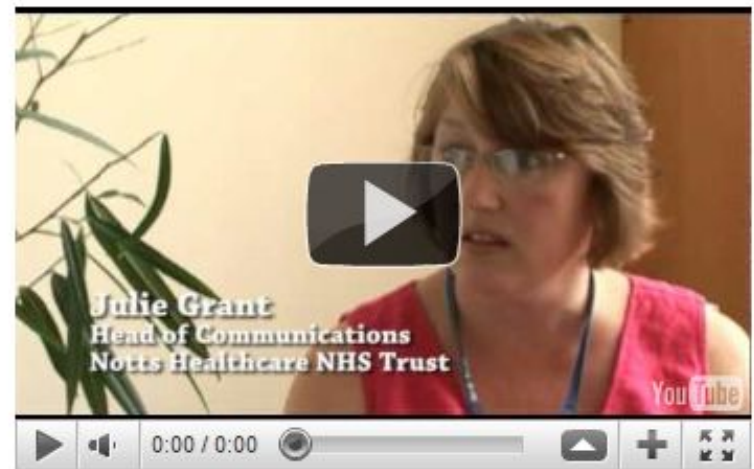 Julie Grant
Head of Communications
Notts Healthcare NHS Trust
YouTube
0:00 / 0:00